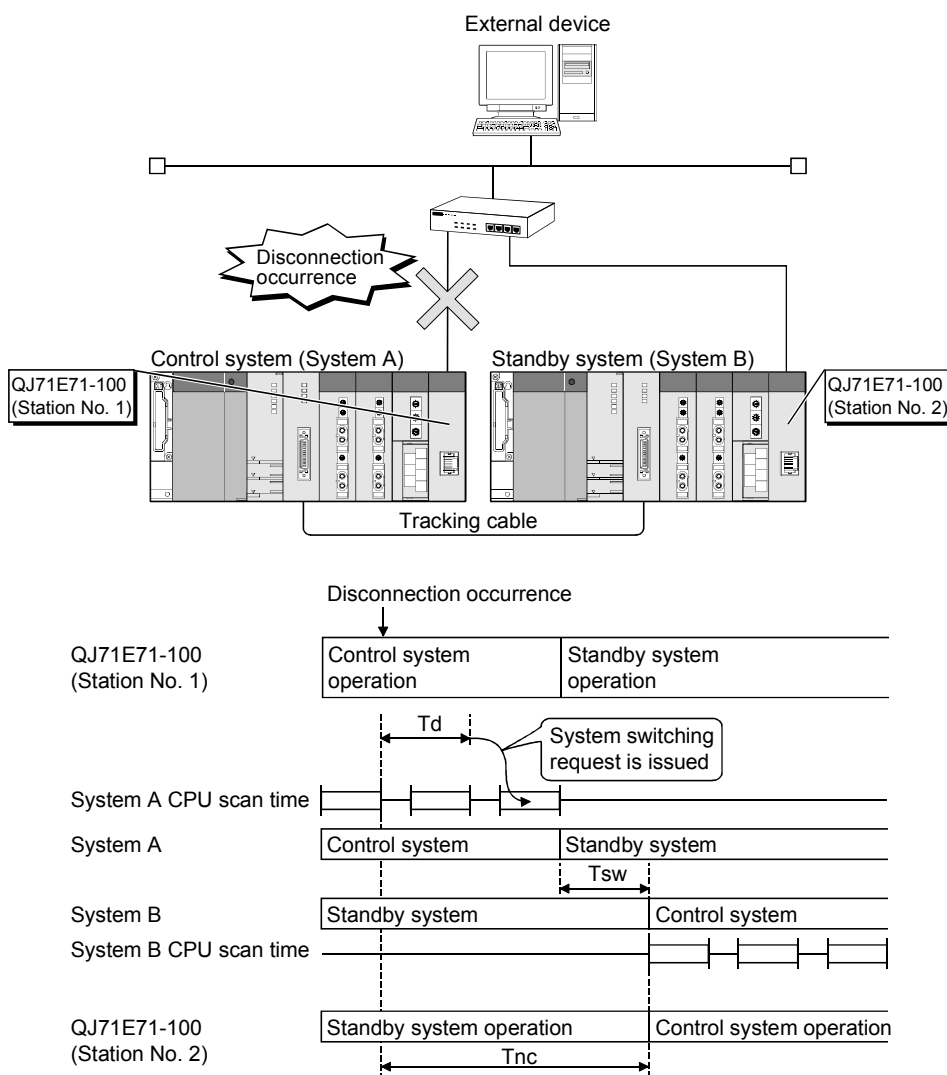 External device
Disconnection
occurrence
Control system (System A)
Standby system (System B)
QJ71E71-100
(Station No. 1)
QJ71E71-100
(Station No. 2)
Tracking cable
Disconnection occurrence
QJ71E71-100
(Station No. 1)
Control system
operation
Standby system
operation
Td
System switching
request is issued
System A CPU scan time
System A
Control system
Standby system
Tsw
System B
Standby system
Control system
System B CPU scan time
QJ71E71-100
(Station No. 2)
Standby system operation
Control system operation
Tnc